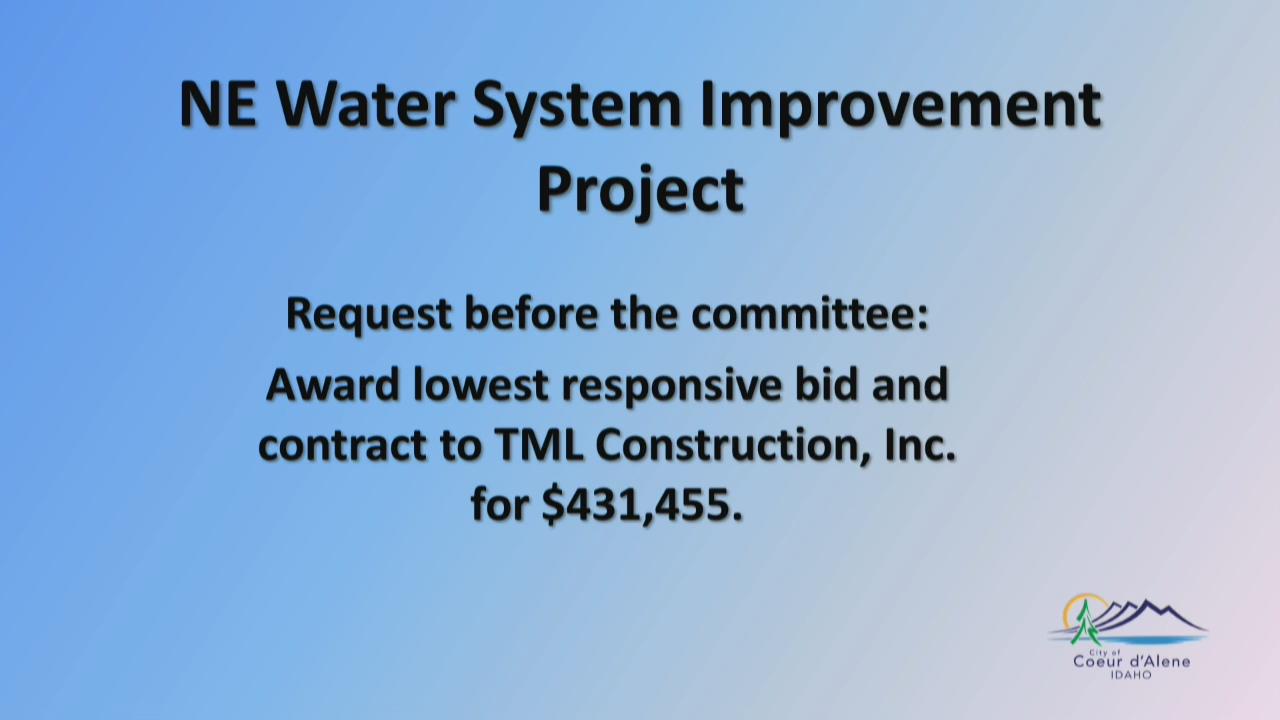 NE Water System Improvement
Project
Request before the committee:
Award lowest responsive bid and
contract to TML Construction, Inc.
for $431,455.
City of
Coeur d'Alene
IDAHO